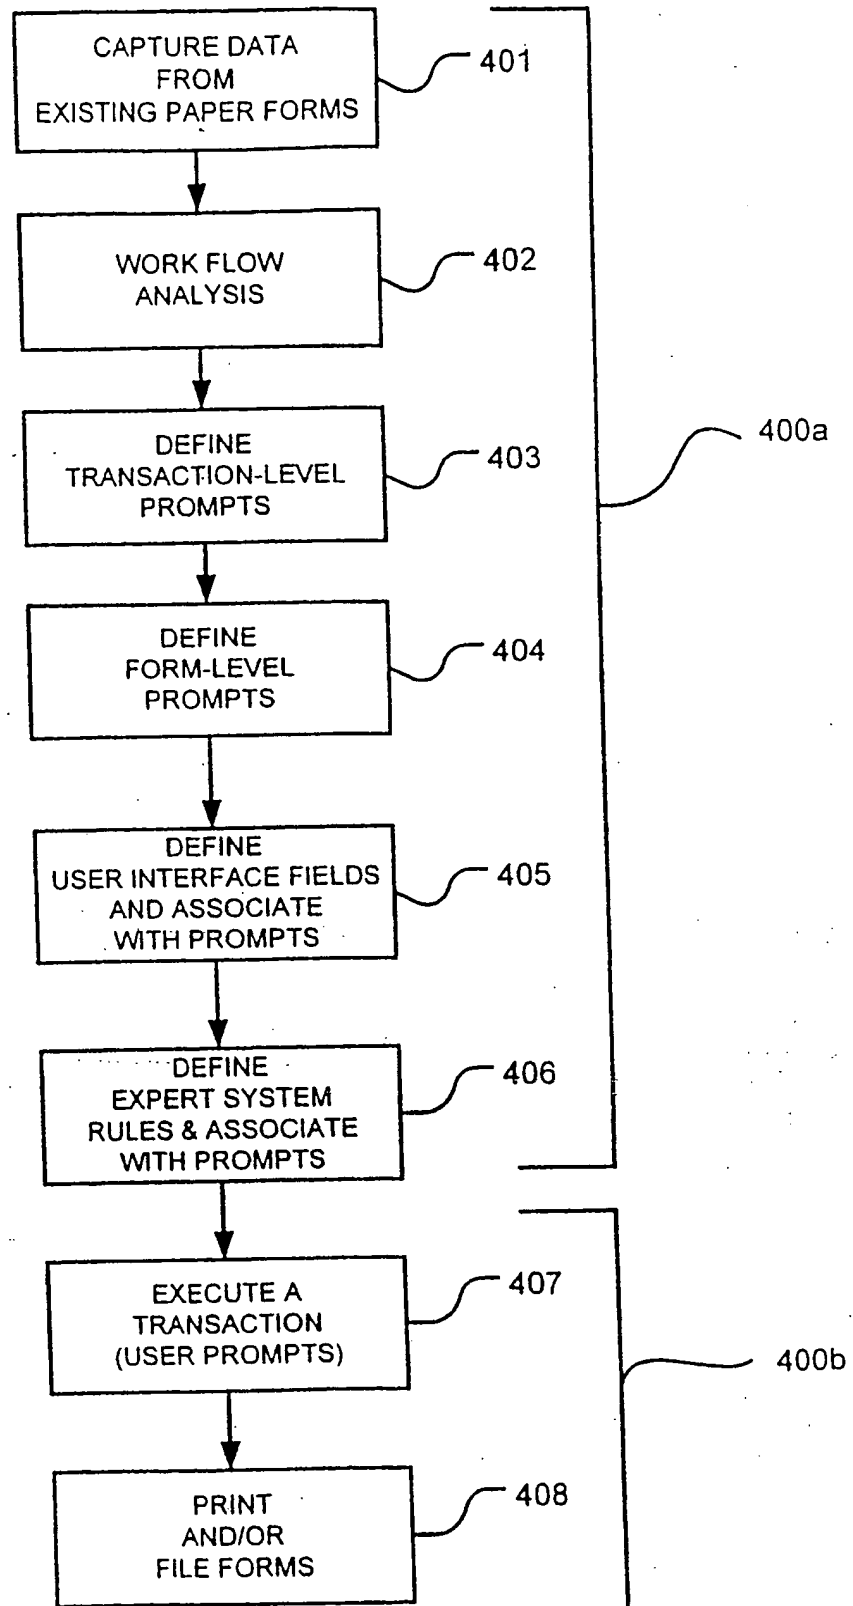 CAPTURE DATA
FROM
EXISTING PAPER FORMS
401
WORK FLOW
ANALYSIS
402
DEFINE
TRANSACTION-LEVEL
PROMPTS
403
400a
DEFINE
FORM-LEVEL
PROMPTS
404
DEFINE
USER INTERFACE FIELDS
AND ASSOCIATE
WITH PROMPTS
405
DEFINE
EXPERT SYSTEM
RULES & ASSOCIATE
WITH PROMPTS
406
EXECUTE A
TRANSACTION
(USER PROMPTS)
407
400b
PRINT
AND/OR
FILE FORMS
408